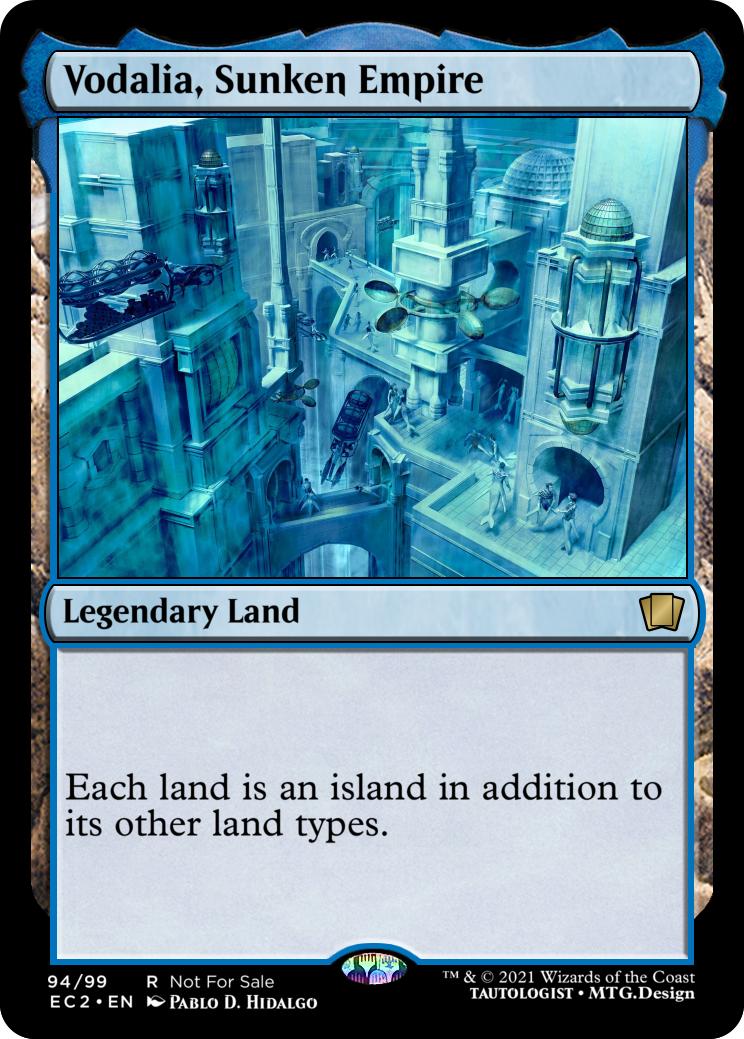 Vodalia, Sunken Empire
Legendary Land
Each land is an island in addition to
its other land types.
94/99 R Not For Sale
EC2 • EN Pablo D. Hidalgo
™ & © 2021 Wizards of the Coast
TAUTOLOGIST • MTG.Design